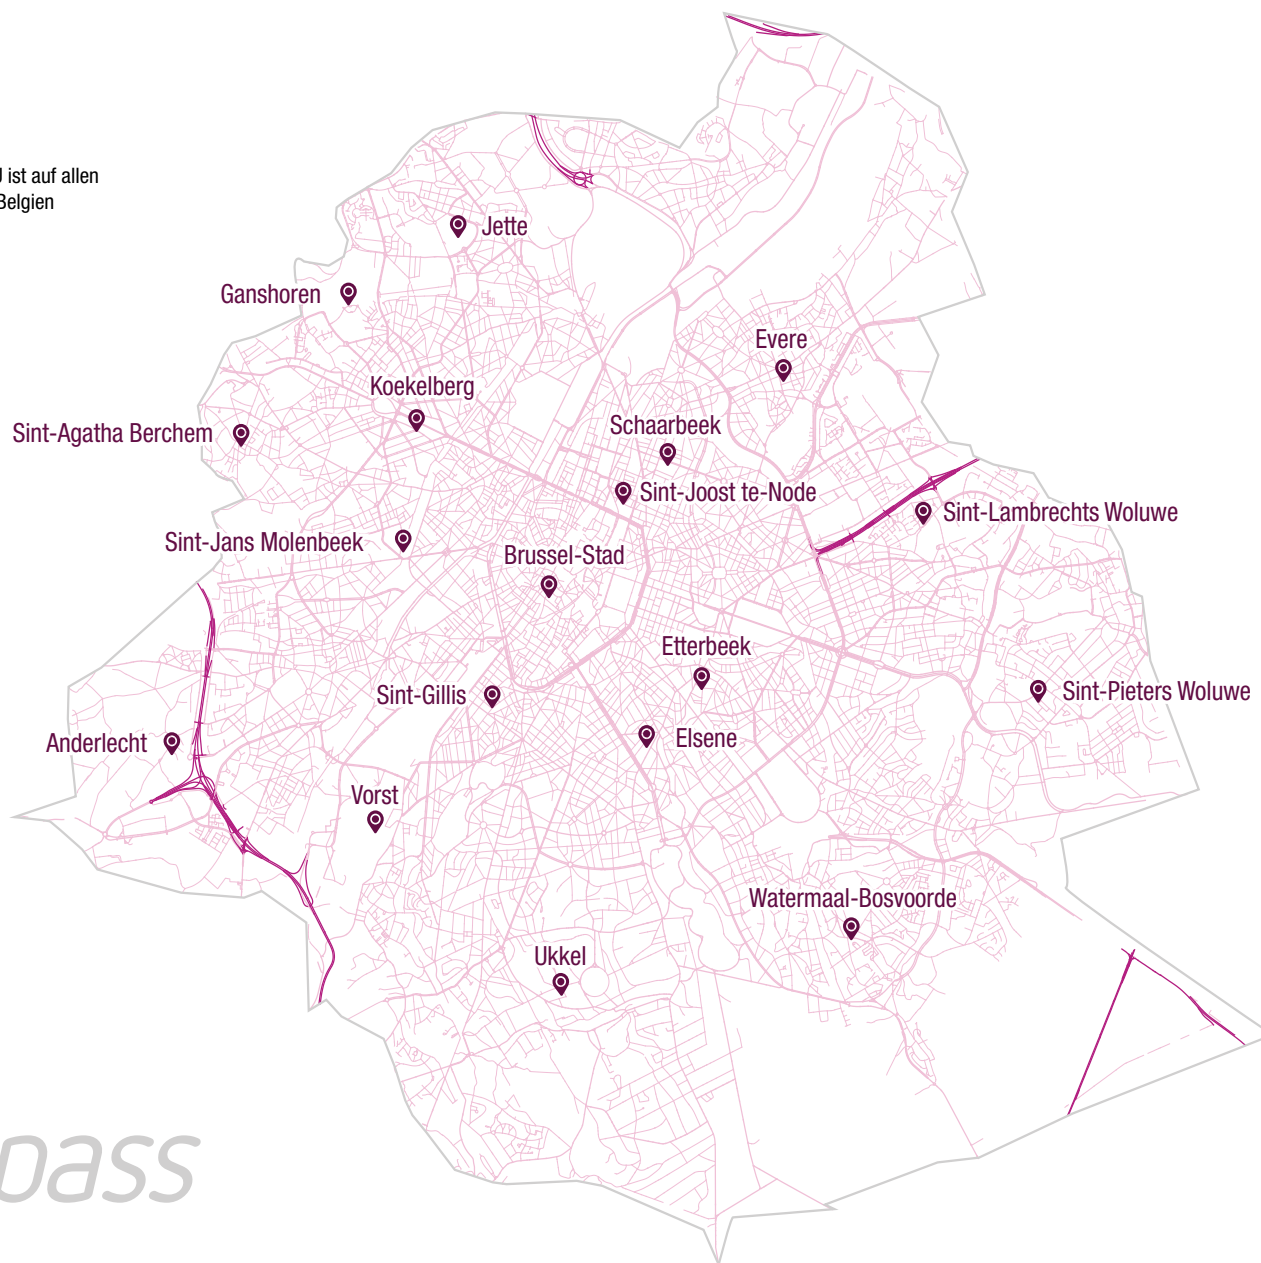 ist auf allen
Belgien
Jette
Ganshoren
Evere
Koekelberg
Schaarbeek
Sint-Agatha Berchem
Sint-Joost te-Node
Sint-Lambrechts Woluwe
Sint-Jans Molenbeek
Brussel-Stad
Etterbeek
Sint-Gillis
Sint-Pieters Woluwe
Anderlecht
Elsene
Vorst
Watermaal-Bosvoorde
Ukkel
pass